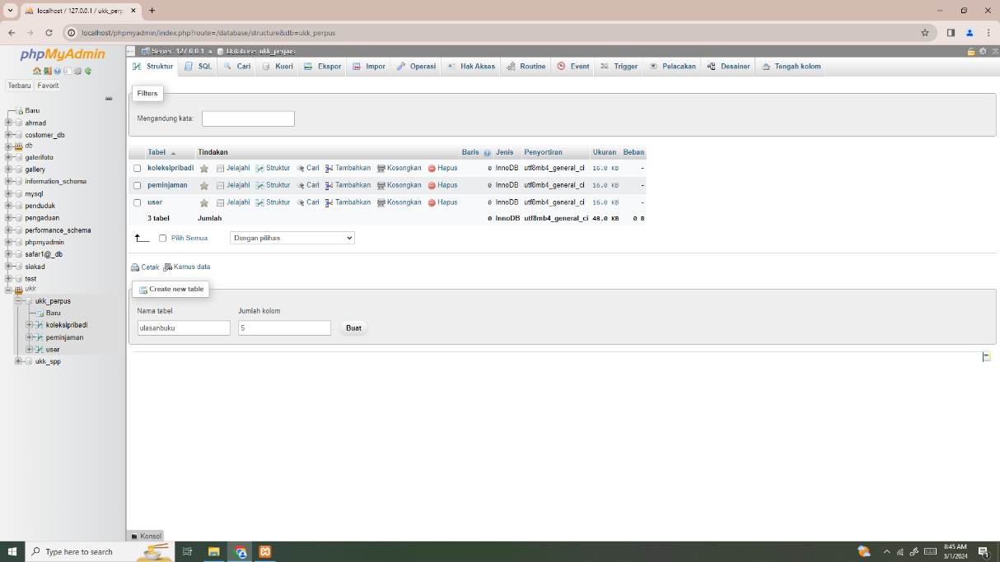 localhost / 127.0.0.1 / ukk_perp
localhost/phpmyadmin/index.php?route=/database/structure&db=ukk_perpus
phpMyAdmin
Terbaru Favorit
Baru
ahmad
costomer_db
db
galerifoto
gallery
information_schema
mysql
penduduk
pengaduan
performance_schema
phpmyadmin
safar1@_db
siakad
test
ukk
ukk_perpus
Baru
koleksipribadi
peminjaman
user
ukk_spp
Server: 127.0.0.1 » Database: ukk_perpus
Struktur SQL Cari Kueri Ekspor Impor Operasi Hak Akses Routine Event Trigger Pelacakan Desainer Tengah kolom
Filters
Mengandung kata:
Tabel Tindakan Baris Jenis Penyortiran Ukuran Beban
koleksipribadi Jelajahi Struktur Cari Tambahkan Kosongkan Hapus 0 InnoDB utf8mb4_general_ci 16.0 KB -
peminjaman Jelajahi Struktur Cari Tambahkan Kosongkan Hapus 0 InnoDB utf8mb4_general_ci 16.0 KB -
user Jelajahi Struktur Cari Tambahkan Kosongkan Hapus 0 InnoDB utf8mb4_general_ci 16.0 KB -
3 tabel Jumlah 0 InnoDB utf8mb4_general_ci 48.0 KB 0 B
Pilih Semua Dengan pilihan:
Cetak Kamus data
Create new table
Nama tabel Jumlah kolom
ulasanbuku 5 Buat
Konsol
Type here to search
8:45 AM
3/1/2024
1